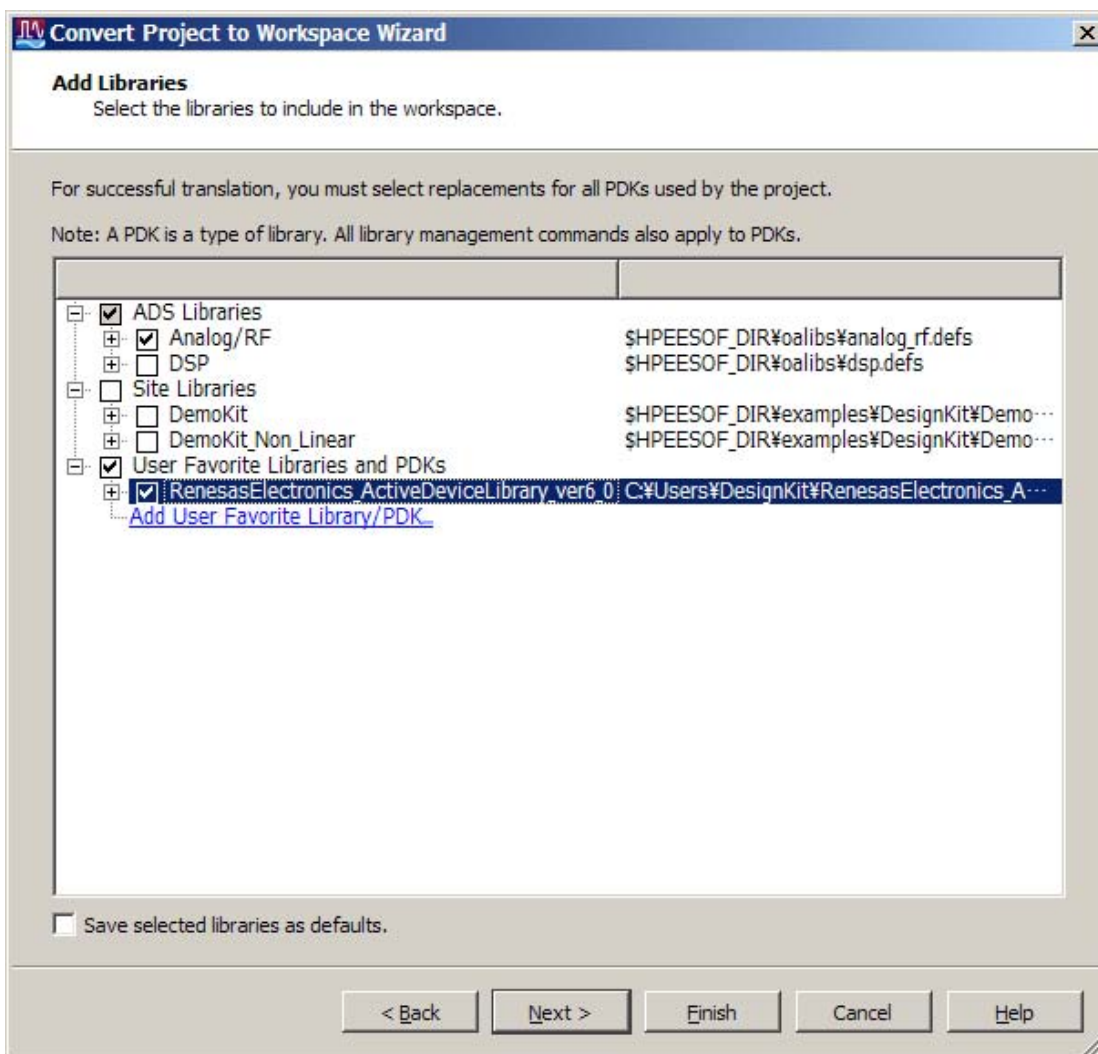 Convert Project to Workspace Wizard
Add Libraries
Select the libraries to include in the workspace.
For successful translation, you must select replacements for all PDKs used by the project.
Note: A PDK is a type of library. All library management commands also apply to PDKs.
ADS Libraries
Analog/RF $HPEESOF_DIR¥oalibs¥analog_rf.defs
DSP $HPEESOF_DIR¥oalibs¥dsp.defs
Site Libraries
DemoKit $HPEESOF_DIR¥examples¥DesignKit¥Demo···
DemoKit_Non_Linear $HPEESOF_DIR¥examples¥DesignKit¥Demo···
User Favorite Libraries and PDKs
RenesasElectronics_ActiveDeviceLibrary_ver6_0 C:¥Users¥DesignKit¥RenesasElectronics_A···
Add User Favorite Library/PDK...
Save selected libraries as defaults.
< Back Next > Finish Cancel Help